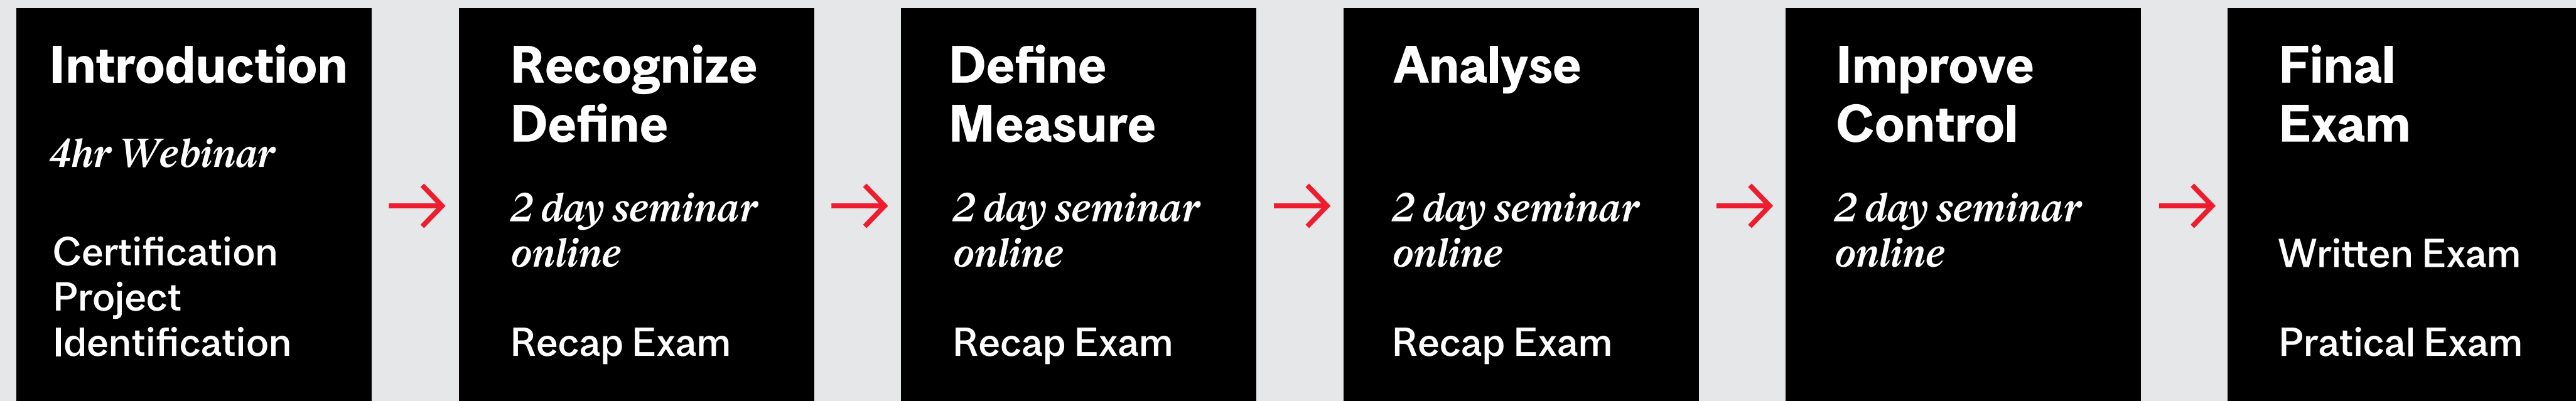 Introduction
4hr Webinar
Certification
Project
Identification
Recognize
Define
2 day seminar
online
Recap Exam
Define
Measure
2 day seminar
online
Recap Exam
Analyse
2 day seminar
online
Recap Exam
Improve
Control
2 day seminar
online
Final
Exam
Written Exam
Pratical Exam